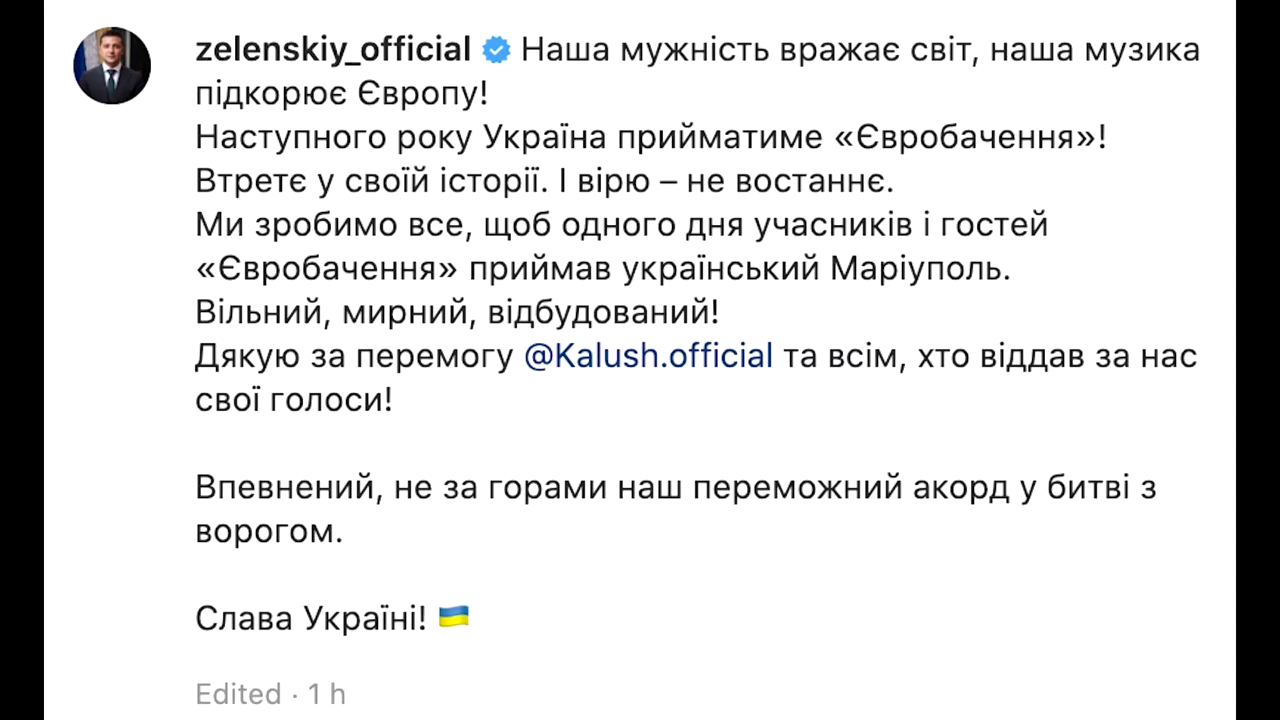 zelenskiy_official Наша мужність вражає світ, наша музика
підкорює Європу!
Наступного року Україна прийматиме «Євробачення»!
Втретє у своїй історії. І вірю – не востаннє.
Ми зробимо все, щоб одного дня учасників і гостей
«Євробачення» приймав український Маріуполь.
Вільний, мирний, відбудований!
Дякую за перемогу @Kalush.official та всім, хто віддав за нас
свої голоси!
Впевнений, не за горами наш переможний акорд у битві з
ворогом.
Слава Україні! 🇺🇦
Edited · 1 h